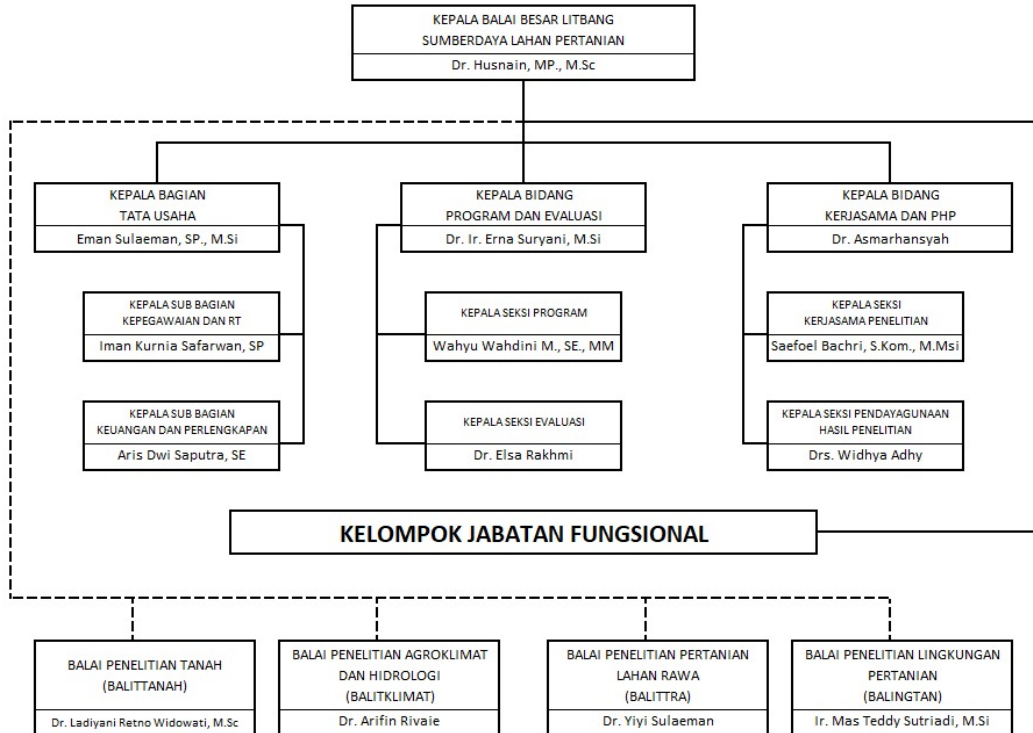 KEPALA BALAI BESAR LITBANG
SUMBERDAYA LAHAN PERTANIAN
Dr. Husnain, MP., M.Sc
KEPALA BAGIAN
TATA USAHA
Eman Sulaeman, SP., M.Si
KEPALA BIDANG
PROGRAM DAN EVALUASI
Dr. Ir. Erna Suryani, M.Si
KEPALA BIDANG
KERJASAMA DAN PHP
Dr. Asmarhansyah
KEPALA SUB BAGIAN
KEPEGAWAIAN DAN RT
Iman Kurnia Safarwan, SP
KEPALA SEKSI PROGRAM
Wahyu Wahdini M., SE., MM
KEPALA SEKSI
KERJASAMA PENELITIAN
Saefoel Bachri, S.Kom., M.Msi
KEPALA SUB BAGIAN
KEUANGAN DAN PERLENGKAPAN
Aris Dwi Saputra, SE
KEPALA SEKSI EVALUASI
Dr. Elsa Rakhmi
KEPALA SEKSI PENDAYAGUNAAN
HASIL PENELITIAN
Drs. Widhya Adhy
KELOMPOK JABATAN FUNGSIONAL
BALAI PENELITIAN TANAH
(BALITTANAH)
Dr. Ladiyani Retno Widowati, M.Sc
BALAI PENELITIAN AGROKLIMAT
DAN HIDROLOGI
(BALITKLIMAT)
Dr. Arifin Rivaie
BALAI PENELITIAN PERTANIAN
LAHAN RAWA
(BALITTRA)
Dr. Yiyi Sulaeman
BALAI PENELITIAN LINGKUNGAN
PERTANIAN
(BALINGTAN)
Ir. Mas Teddy Sutriadi, M.Si